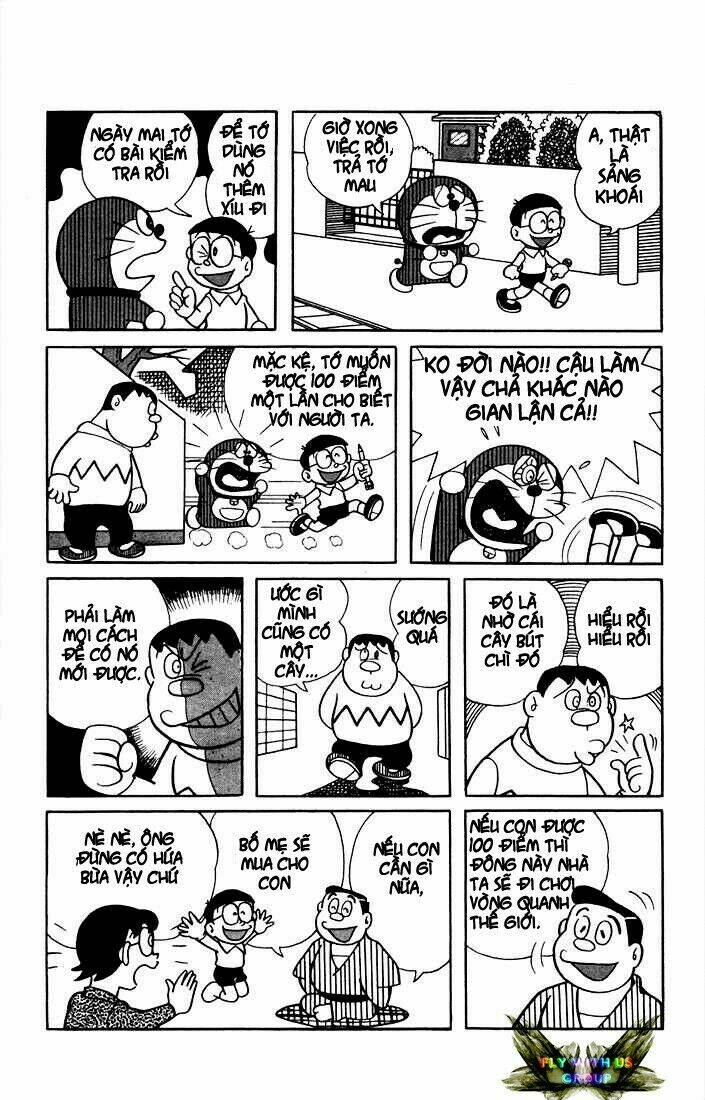 A, THẬT
LÀ
SẢNG
KHOÁI
GIỜ XONG
VIỆC RỒI,
TRẢ TỚ
MAU
ĐỂ TỚ
DÙNG
NÓ
THÊM
XÍU ĐI
NGÀY MAI TỚ
CÓ BÀI KIỂM
TRA RỒI
KO ĐỜI NÀO!! CẬU LÀM
VẬY CHẢ KHÁC NÀO
GIAN LẬN CẢ!!
MẶC KỆ, TỚ MUỐN
ĐƯỢC 100 ĐIỂM
MỘT LẦN CHO BIẾT
VỚI NGƯỜI TA.
HIỂU RỒI
HIỂU RỒI
ĐÓ LÀ
NHỜ CÁI
CÂY BÚT
CHÌ ĐÓ
SƯỚNG
QUÁ
ƯỚC GÌ
MÌNH
CŨNG CÓ
MỘT
CÂY...
PHẢI LÀM
MỌI CÁCH
ĐỂ CÓ NÓ
MỚI ĐƯỢC.
NẾU CON ĐƯỢC
100 ĐIỂM THÌ
ĐÔNG NÀY NHÀ
TA SẼ ĐI CHƠI
VÒNG QUANH
THẾ GIỚI.
NẾU CON
CẦN GÌ
NỮA,
BỐ MẸ SẼ
MUA CHO
CON
NÈ NÈ, ÔNG
ĐỪNG CÓ HỨA
BỪA VẬY CHỨ
FLY WITH US
GROUP